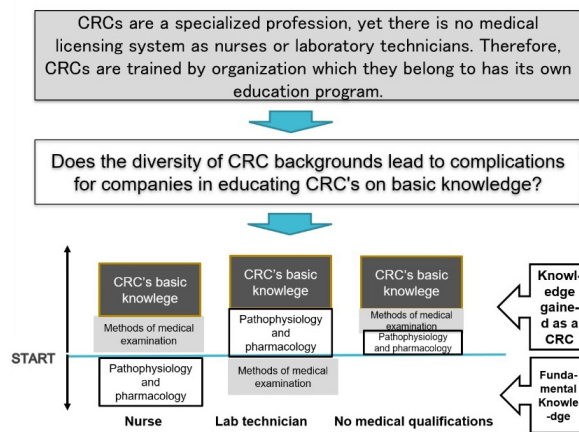 CRCs are a specialized profession, yet there is no medical
licensing system as nurses or laboratory technicians. Therefore,
CRCs are trained by organization which they belong to has its own
education program.
Does the diversity of CRC backgrounds lead to complications
for companies in educating CRC's on basic knowledge?
CRC's basic
knowlege
Methods of medical
examination
Pathophysiology
and
pharmacology
Nurse
CRC's basic
knowlege
Pathophysiology
and
pharmacology
Methods of medical
examination
Lab technician
CRC's basic
knowlege
Methods of medical
examination
Pathophysiology
and pharmacology
No medical qualifications
START
Knowl-
edge
gaine-
d as a
CRC
Funda-
mental
Knowle
-dge